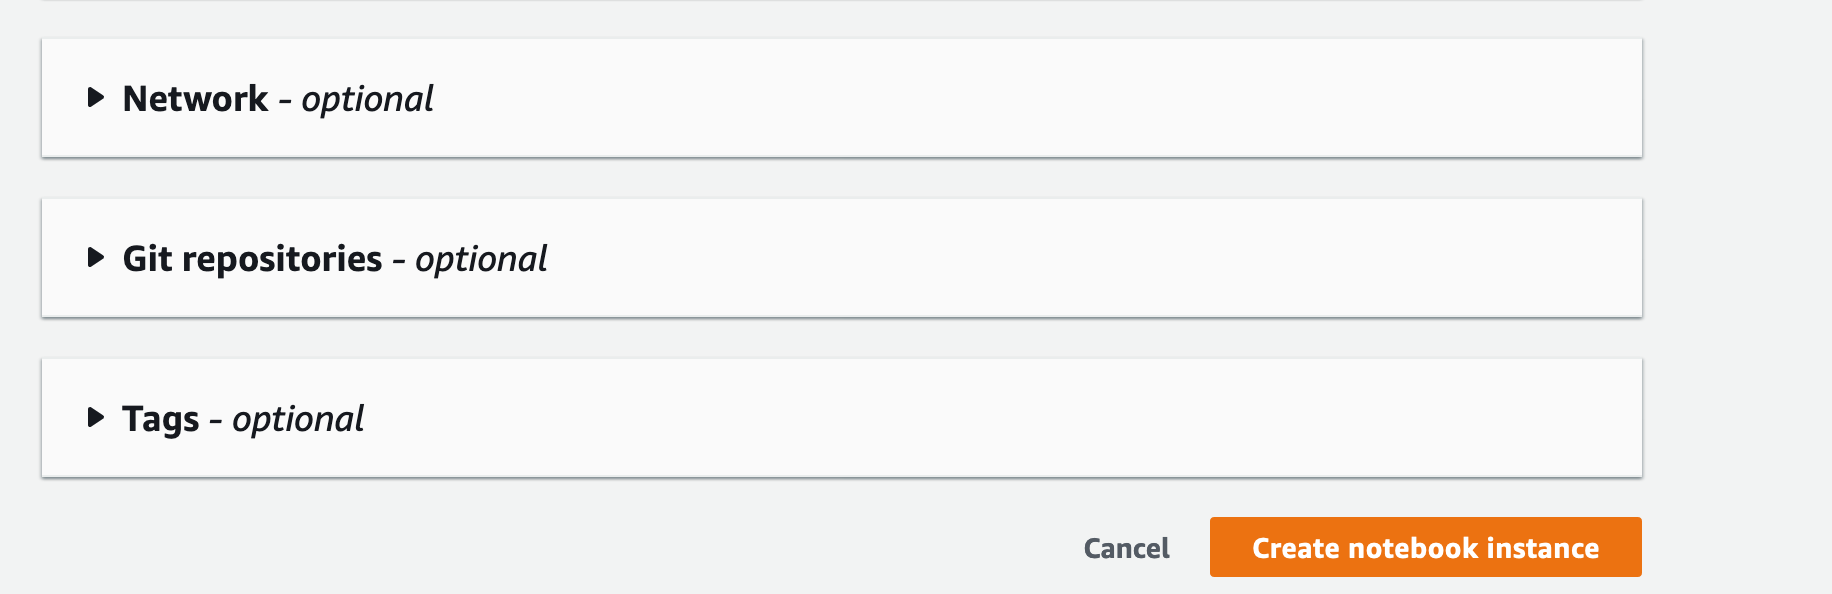 Network - optional
Git repositories - optional
Tags - optional
Cancel
Create notebook instance